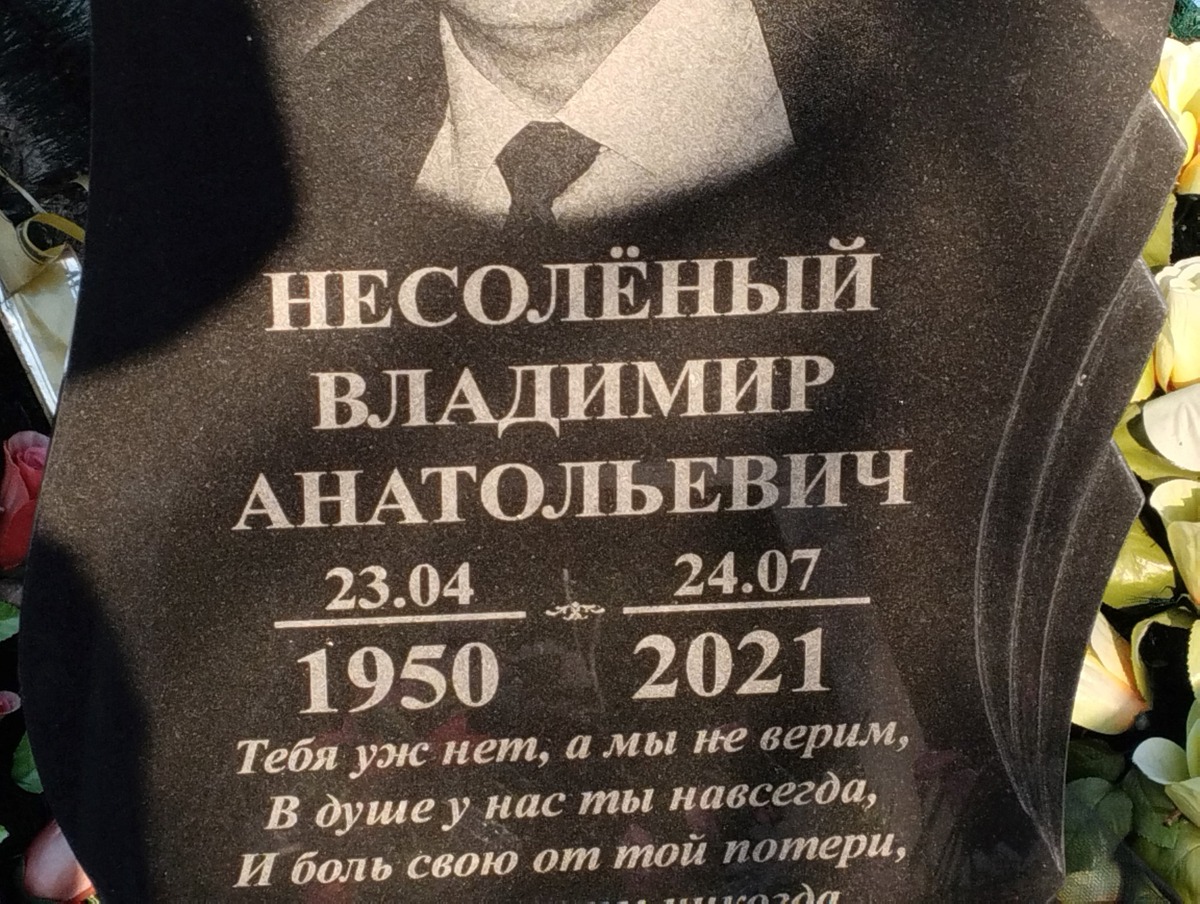 НЕСОЛЁНЫЙ
ВЛАДИМИР
АНАТОЛЬЕВИЧ
23.04 24.07
1950 2021
Тебя уж нет, а мы не верим,
В душе у нас ты навсегда,
И боль свою от той потери,
никогда